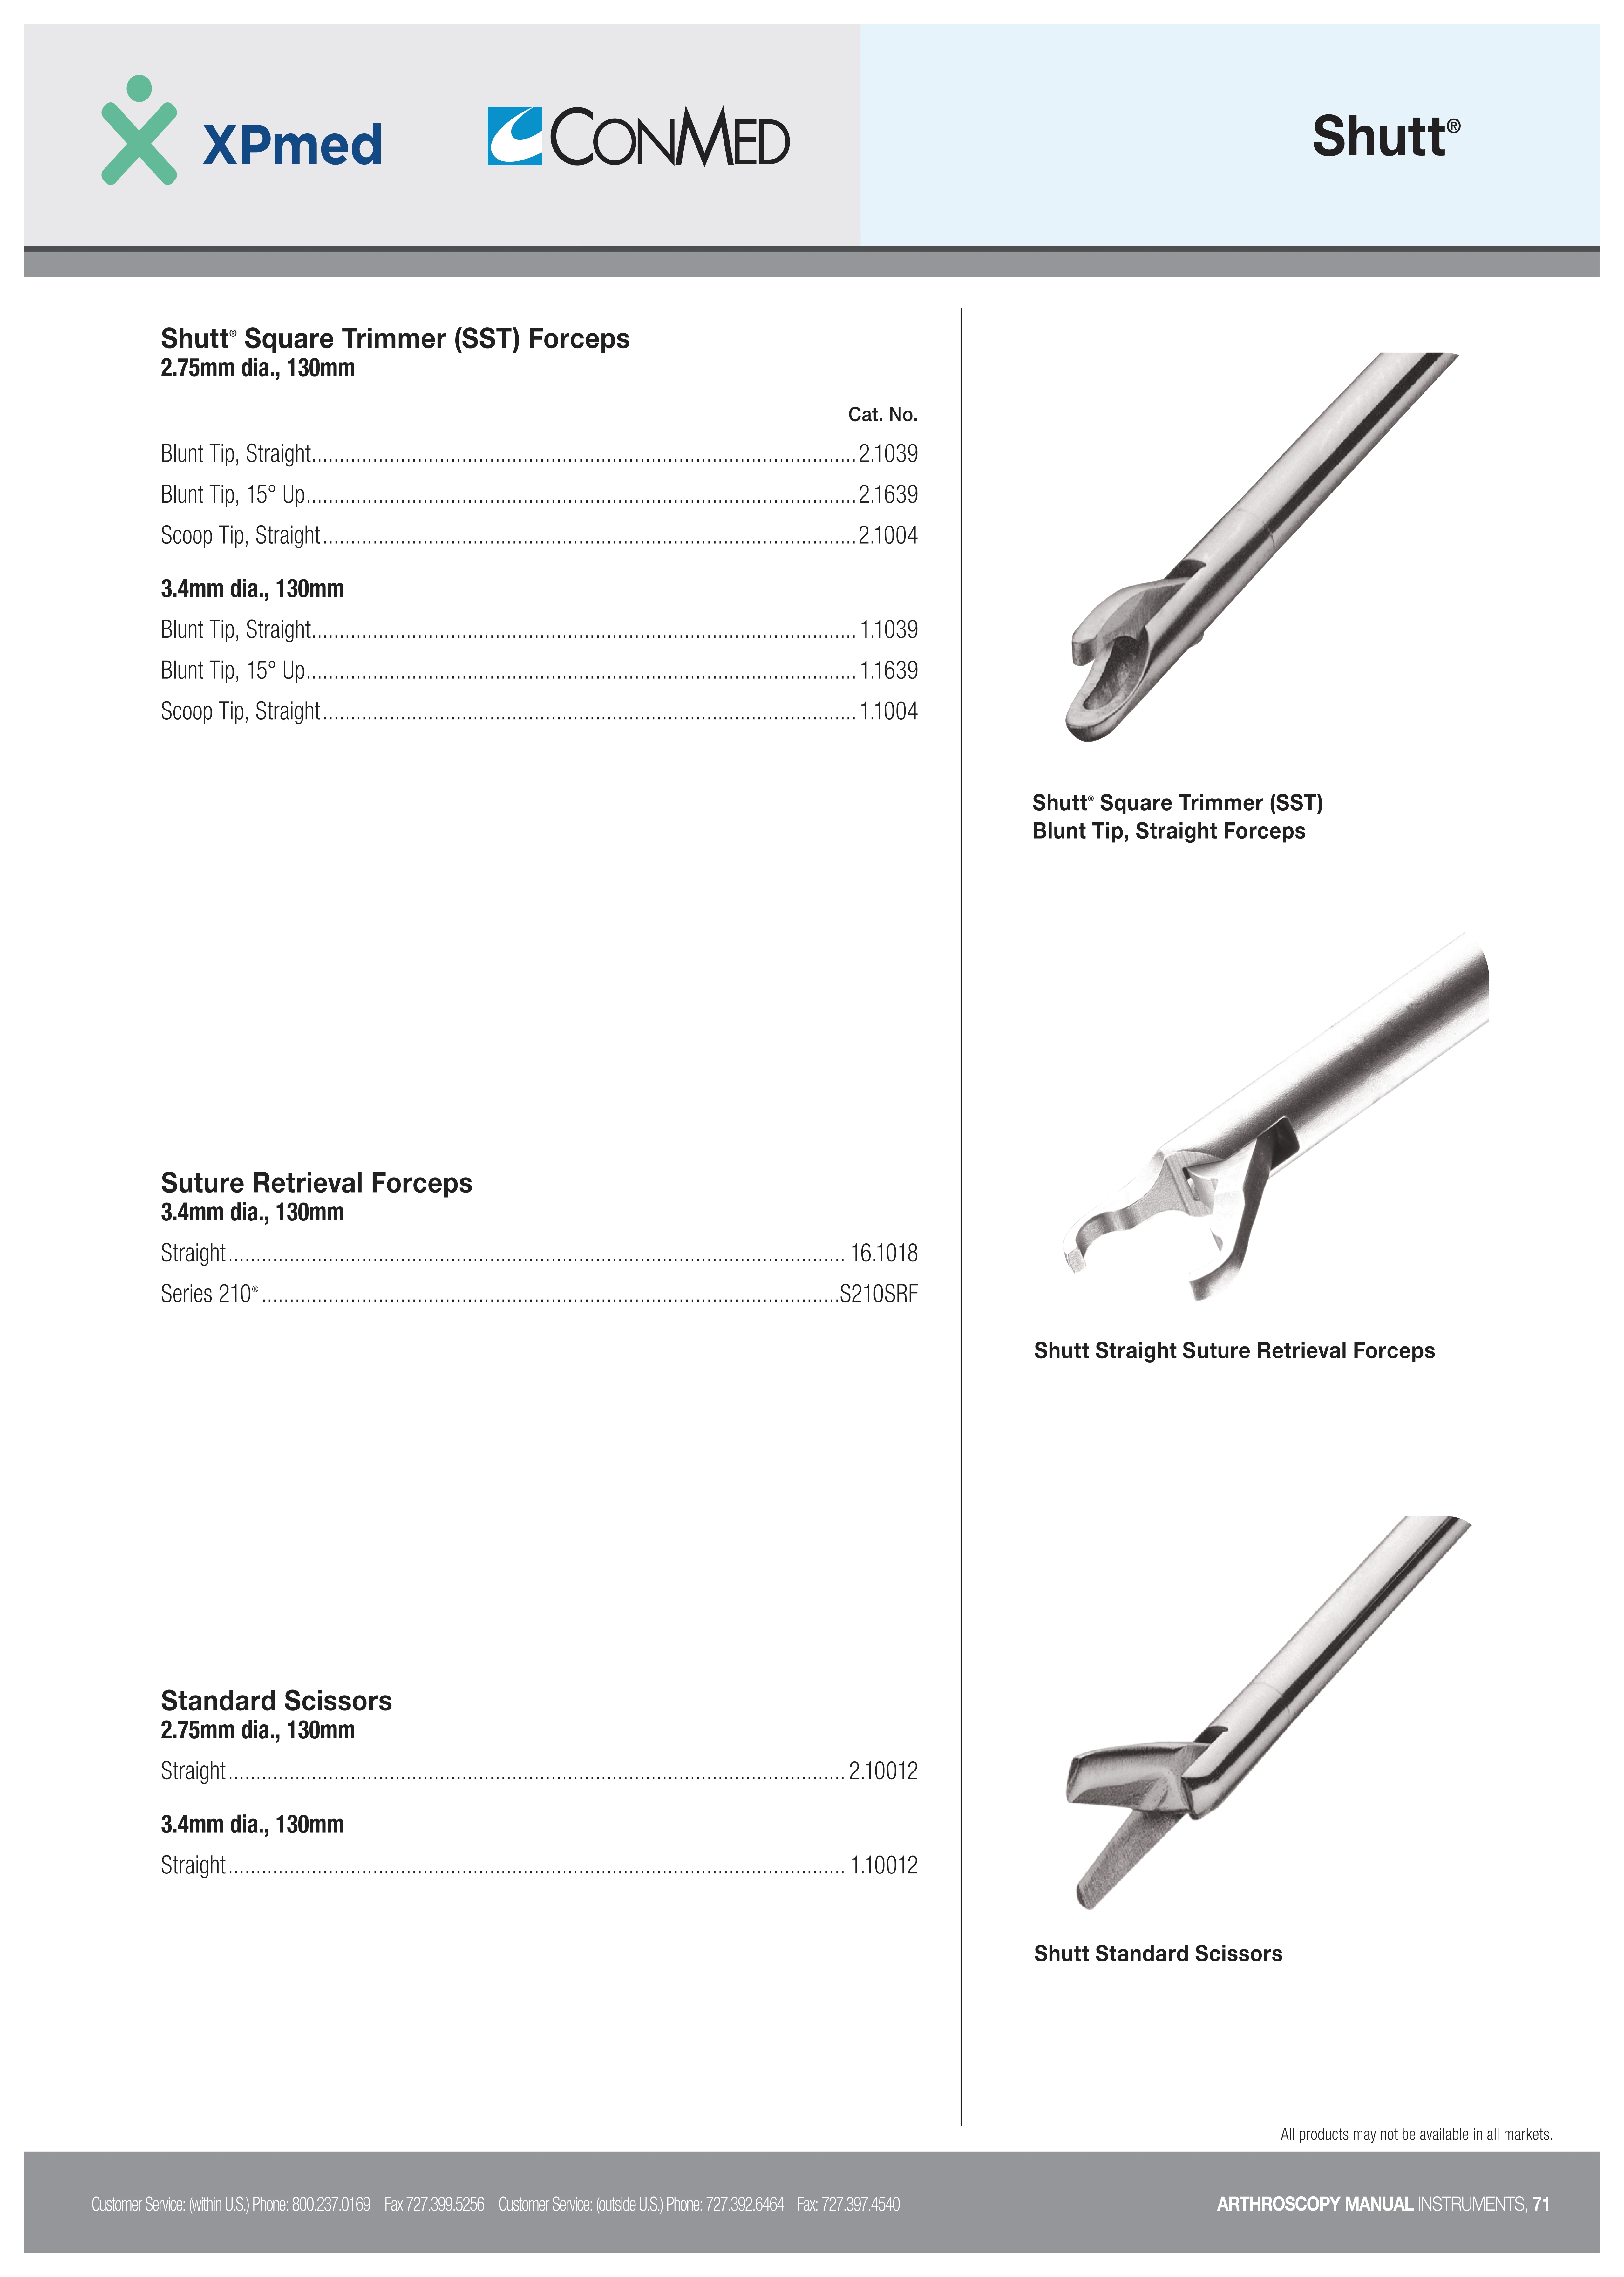 XPmed
CONMED
Shutt®
Shutt® Square Trimmer (SST) Forceps
2.75mm dia., 130mm
Cat. No.
Blunt Tip, Straight.......... 2.1039
Blunt Tip, 15° Up.......... 2.1639
Scoop Tip, Straight.......... 2.1004
3.4mm dia., 130mm
Blunt Tip, Straight.......... 1.1039
Blunt Tip, 15° Up.......... 1.1639
Scoop Tip, Straight.......... 1.1004
Shutt® Square Trimmer (SST)
Blunt Tip, Straight Forceps
Suture Retrieval Forceps
3.4mm dia., 130mm
Straight.......... 16.1018
Series 210® ..........S210SRF
Shutt Straight Suture Retrieval Forceps
Standard Scissors
2.75mm dia., 130mm
Straight.......... 2.10012
3.4mm dia., 130mm
Straight.......... 1.10012
Shutt Standard Scissors
All products may not be available in all markets.
Customer Service: (within U.S.) Phone: 800.237.0169 Fax 727.399.5256 Customer Service: (outside U.S.) Phone: 727.392.6464 Fax: 727.397.4540
ARTHROSCOPY MANUAL INSTRUMENTS, 71